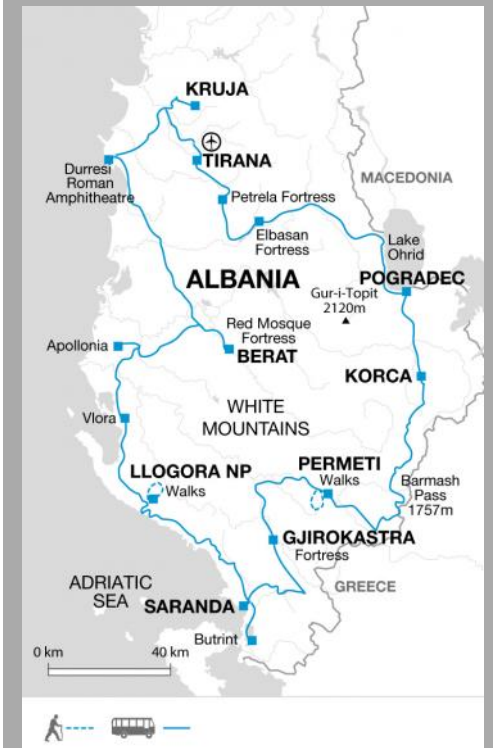 KRUJA
TIRANA
Durresi
Roman
Amphitheatre
Petrela Fortress
MACEDONIA
Elbasan
Fortress
Lake
Ohrid
ALBANIA
POGRADEC
Gur-i-Topit
2120m
Red Mosque
Fortress
Apollonia
BERAT
KORCA
WHITE
MOUNTAINS
Vlora
LLOGORA NP
Walks
PERMETI
Walks
Barmash
Pass
1757m
GJIROKASTRA
Fortress
ADRIATIC
SEA
GREECE
SARANDA
Butrint
0 km
40 km